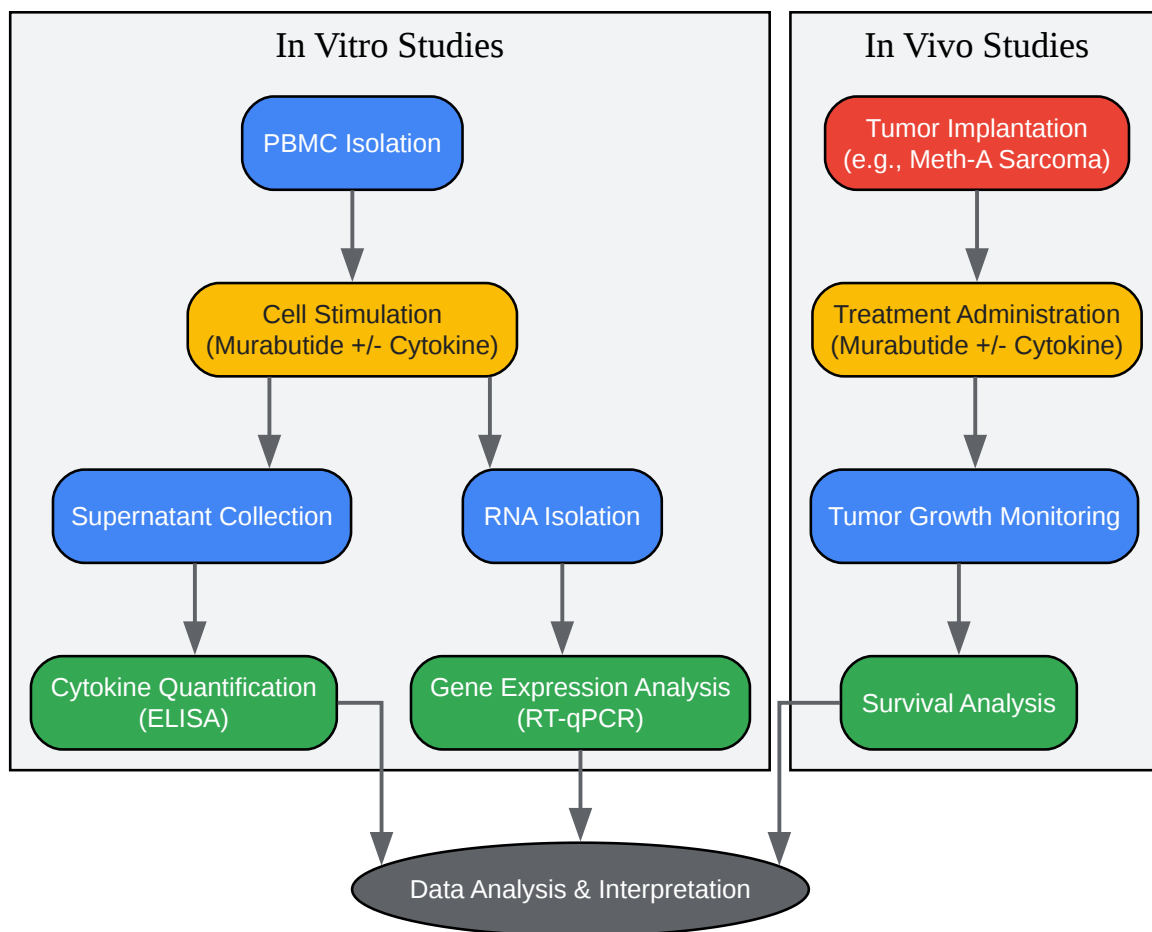 In Vitro Studies
PBMC Isolation
Cell Stimulation
(Murabutide +/- Cytokine)
Supernatant Collection
RNA Isolation
Cytokine Quantification
(ELISA)
Gene Expression Analysis
(RT-qPCR)
In Vivo Studies
Tumor Implantation
(e.g., Meth-A Sarcoma)
Treatment Administration
(Murabutide +/- Cytokine)
Tumor Growth Monitoring
Survival Analysis
Data Analysis & Interpretation